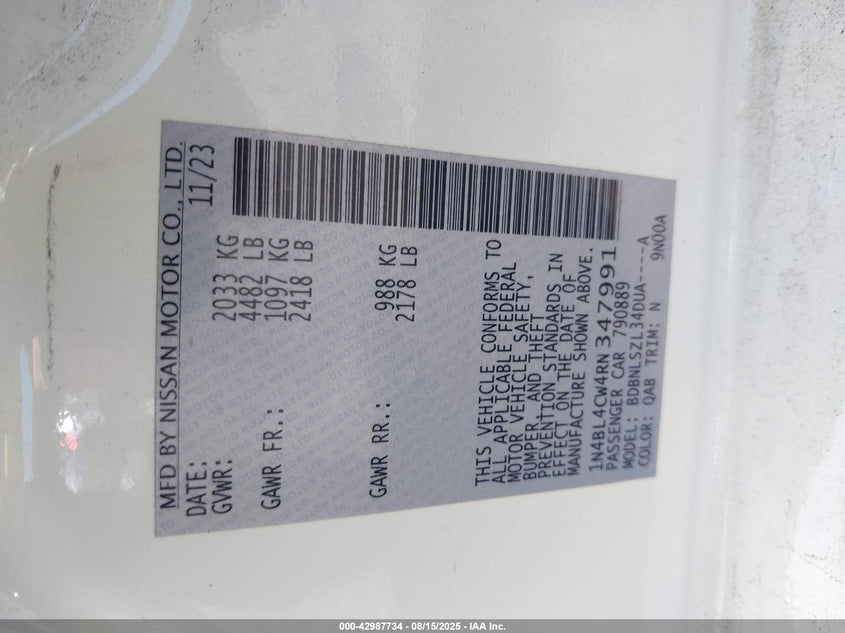 MFD BY NISSAN MOTOR CO., LTD.
DATE: 11/23
GVWR: 2033 KG
4482 LB
GAWR FR.: 1097 KG
2418 LB
GAWR RR.: 988 KG
2178 LB
THIS VEHICLE CONFORMS TO
ALL APPLICABLE FEDERAL
MOTOR VEHICLE SAFETY,
BUMPER, AND THEFT
PREVENTION STANDARDS IN
EFFECT ON THE DATE OF
MANUFACTURE SHOWN ABOVE.
1N4BL4CW4RN347991
PASSENGER CAR 790889
MODEL: BDBNLSZL34DUA----A
COLOR: QAB TRIM: N 9N00A
000-42987734 - 08/15/2025 - IAA Inc.